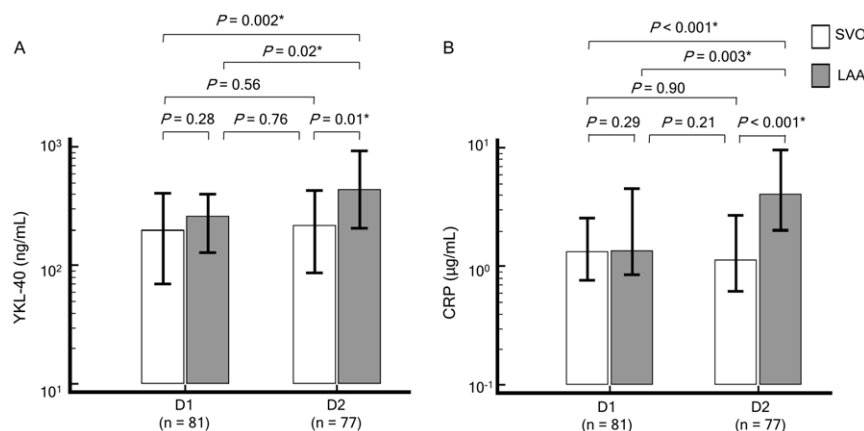 A
P = 0.002*
P = 0.02*
P = 0.56
P = 0.28
P = 0.76
P = 0.01*
YKL-40 (ng/mL)
10³
10²
10¹
D1
(n = 81)
D2
(n = 77)
B
P < 0.001*
P = 0.003*
P = 0.90
P = 0.29
P = 0.21
P < 0.001*
CRP (µg/mL)
10¹
10⁰
10⁻¹
D1
(n = 81)
D2
(n = 77)
SVO
LAA